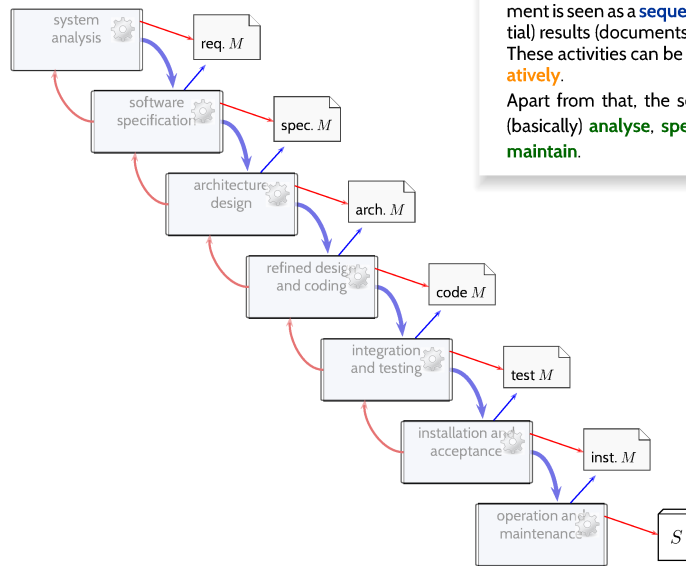 system
analysis
req. M
software
specification
spec. M
architecture
design
arch. M
refined design
and coding
code M
integration
and testing
test M
installation and
acceptance
inst. M
operation and
maintenance
S
ment is seen as a seque
tial) results (documents
These activities can be
atively.
Apart from that, the so
(basically) analyse, spe
maintain.